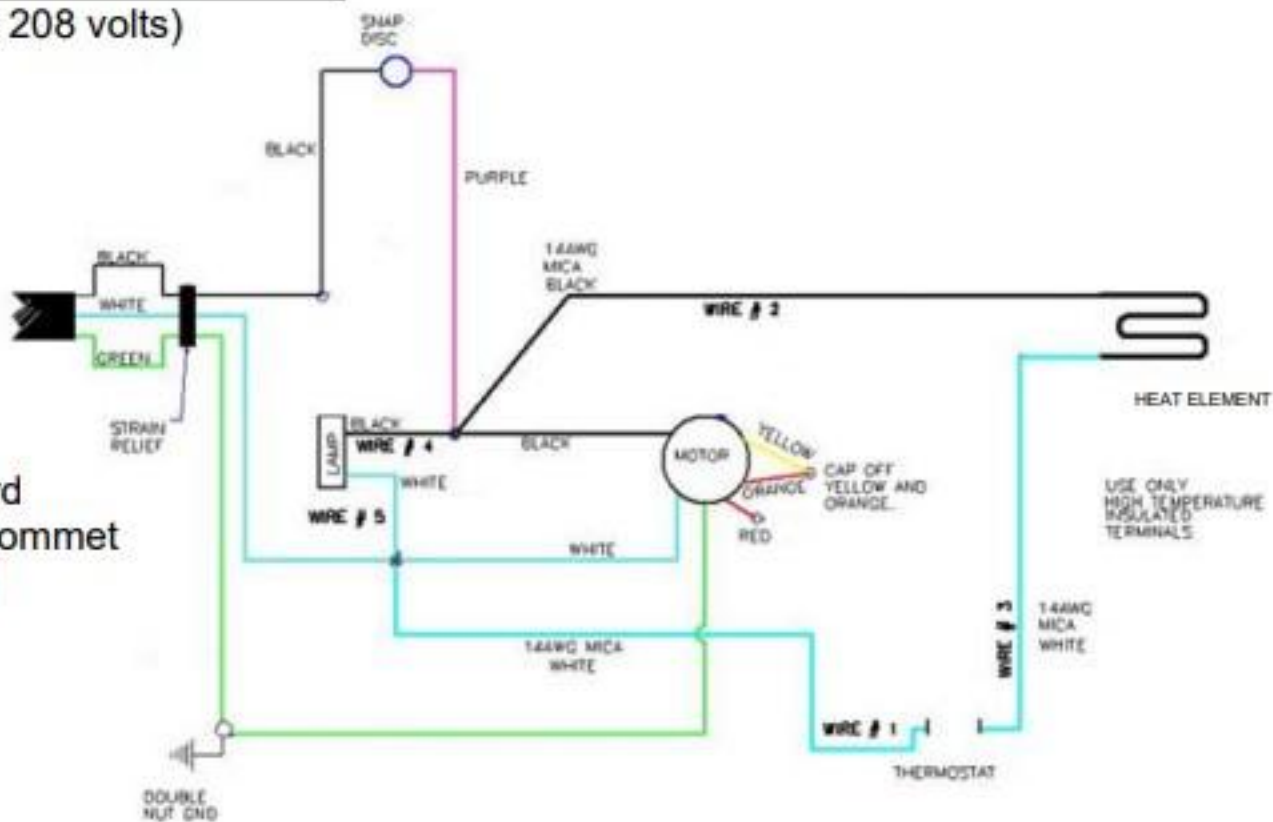 208 volts)
SNAP
DISC
BLACK
PURPLE
BLACK
WHITE
GREEN
STRAIN
RELIEF
14AWG
MICA
BLACK
WIRE # 2
HEAT ELEMENT
LAMP
BLACK
WIRE # 4
WHITE
WIRE # 5
BLACK
MOTOR
YELLOW
ORANGE
RED
CAP OFF
YELLOW AND
ORANGE.
USE ONLY
HIGH TEMPERATURE
INSULATED
TERMINALS
rd
ommet
WHITE
14AWG MICA
WHITE
WIRE # 3
14AWG
MICA
WHITE
WIRE # 1
THERMOSTAT
DOUBLE
NUT GND